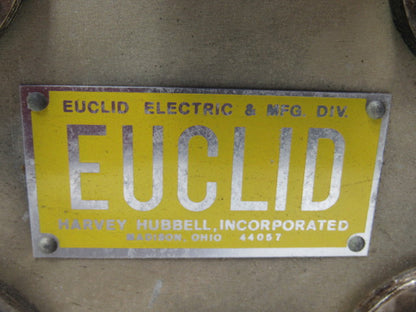 EUCLID ELECTRIC & MFG. DIV.
EUCLID
HARVEY HUBBELL, INCORPORATED
MADISON, OHIO 44057